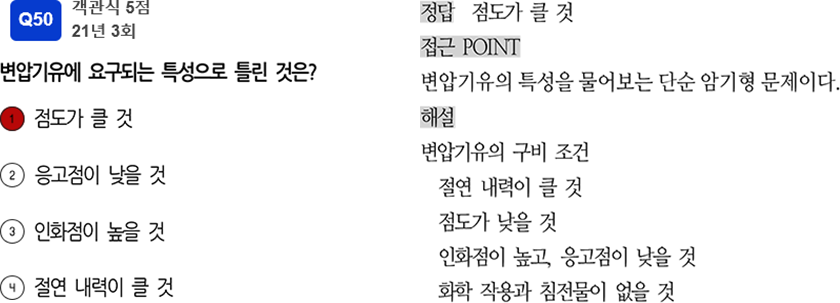 Q50
객관식 5점
21년 3회
변압기유에 요구되는 특성으로 틀린 것은?
1 점도가 클 것
2 응고점이 낮을 것
3 인화점이 높을 것
4 절연 내력이 클 것
정답 점도가 클 것
접근 POINT
변압기유의 특성을 물어보는 단순 암기형 문제이다.
해설
변압기유의 구비 조건
절연 내력이 클 것
점도가 낮을 것
인화점이 높고, 응고점이 낮을 것
화학 작용과 침전물이 없을 것